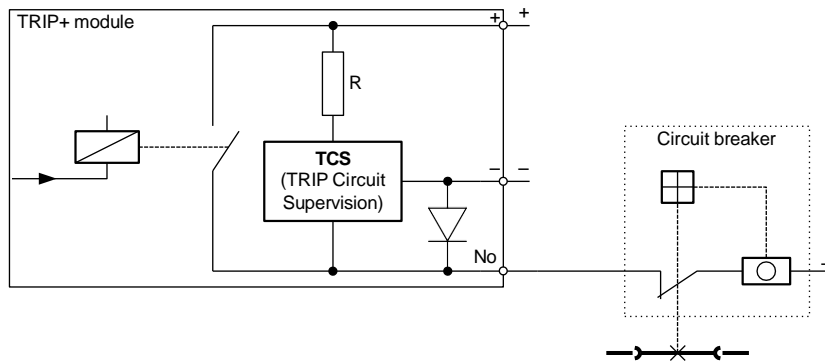 TRIP+ module
+ +
R
TCS
(TRIP Circuit
Supervision)
– –
No
Circuit breaker
-